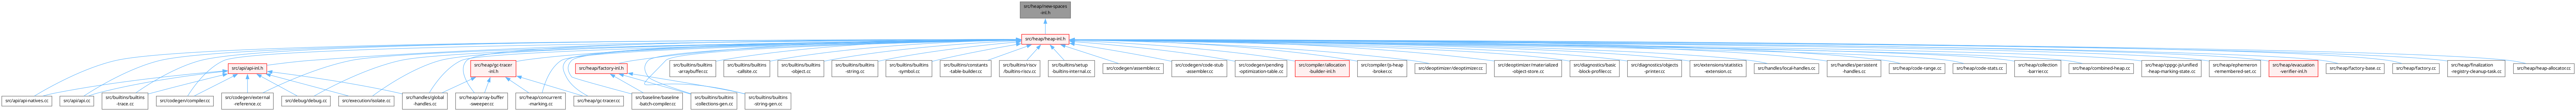 src/heap/new-spaces
-inl.h
src/heap/heap-inl.h
src/api/api-inl.h
src/heap/gc-tracer
-inl.h
src/heap/factory-inl.h
src/builtins/builtins
-arraybuffer.cc
src/builtins/builtins
-callsite.cc
src/builtins/builtins
-object.cc
src/builtins/builtins
-string.cc
src/builtins/builtins
-symbol.cc
src/builtins/constants
-table-builder.cc
src/builtins/riscv
/builtins-riscv.cc
src/builtins/setup
-builtins-internal.cc
src/codegen/assembler.cc
src/codegen/code-stub
-assembler.cc
src/codegen/pending
-optimization-table.cc
src/compiler/allocation
-builder-inl.h
src/compiler/js-heap
-broker.cc
src/deoptimizer/deoptimizer.cc
src/deoptimizer/materialized
-object-store.cc
src/diagnostics/basic
-block-profiler.cc
src/diagnostics/objects
-printer.cc
src/extensions/statistics
-extension.cc
src/handles/local-handles.cc
src/handles/persistent
-handles.cc
src/heap/code-range.cc
src/heap/code-stats.cc
src/heap/collection
-barrier.cc
src/heap/combined-heap.cc
src/heap/cppgc-js/unified
-heap-marking-state.cc
src/heap/ephemeron
-remembered-set.cc
src/heap/evacuation
-verifier-inl.h
src/heap/factory-base.cc
src/heap/factory.cc
src/heap/finalization
-registry-cleanup-task.cc
src/heap/heap-allocator.cc
src/api/api-natives.cc
src/api/api.cc
src/builtins/builtins
-trace.cc
src/codegen/compiler.cc
src/codegen/external
-reference.cc
src/debug/debug.cc
src/execution/isolate.cc
src/handles/global
-handles.cc
src/heap/array-buffer
-sweeper.cc
src/heap/concurrent
-marking.cc
src/heap/gc-tracer.cc
src/baseline/baseline
-batch-compiler.cc
src/builtins/builtins
-collections-gen.cc
src/builtins/builtins
-string-gen.cc